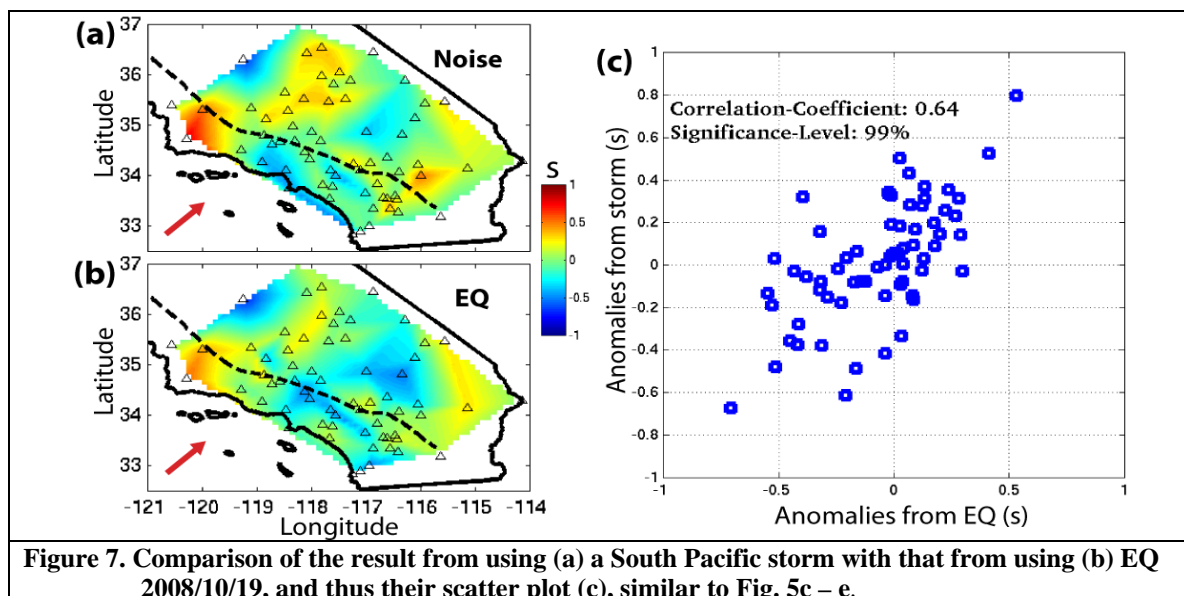 (a)
Noise
37
36
35
34
33
Latitude
S
1
0.5
0
-0.5
-1
(b)
EQ
37
36
35
34
33
Latitude
-121 -120 -119 -118 -117 -116 -115 -114
Longitude
(c)
Correlation-Coefficient: 0.64
Significance-Level: 99%
1
0.8
0.6
0.4
0.2
0
-0.2
-0.4
-0.6
-0.8
-1
Anomalies from storm (s)
-1 -0.5 0 0.5 1
Anomalies from EQ (s)
Figure 7. Comparison of the result from using (a) a South Pacific storm with that from using (b) EQ
2008/10/19, and thus their scatter plot (c), similar to Fig. 5c – e.